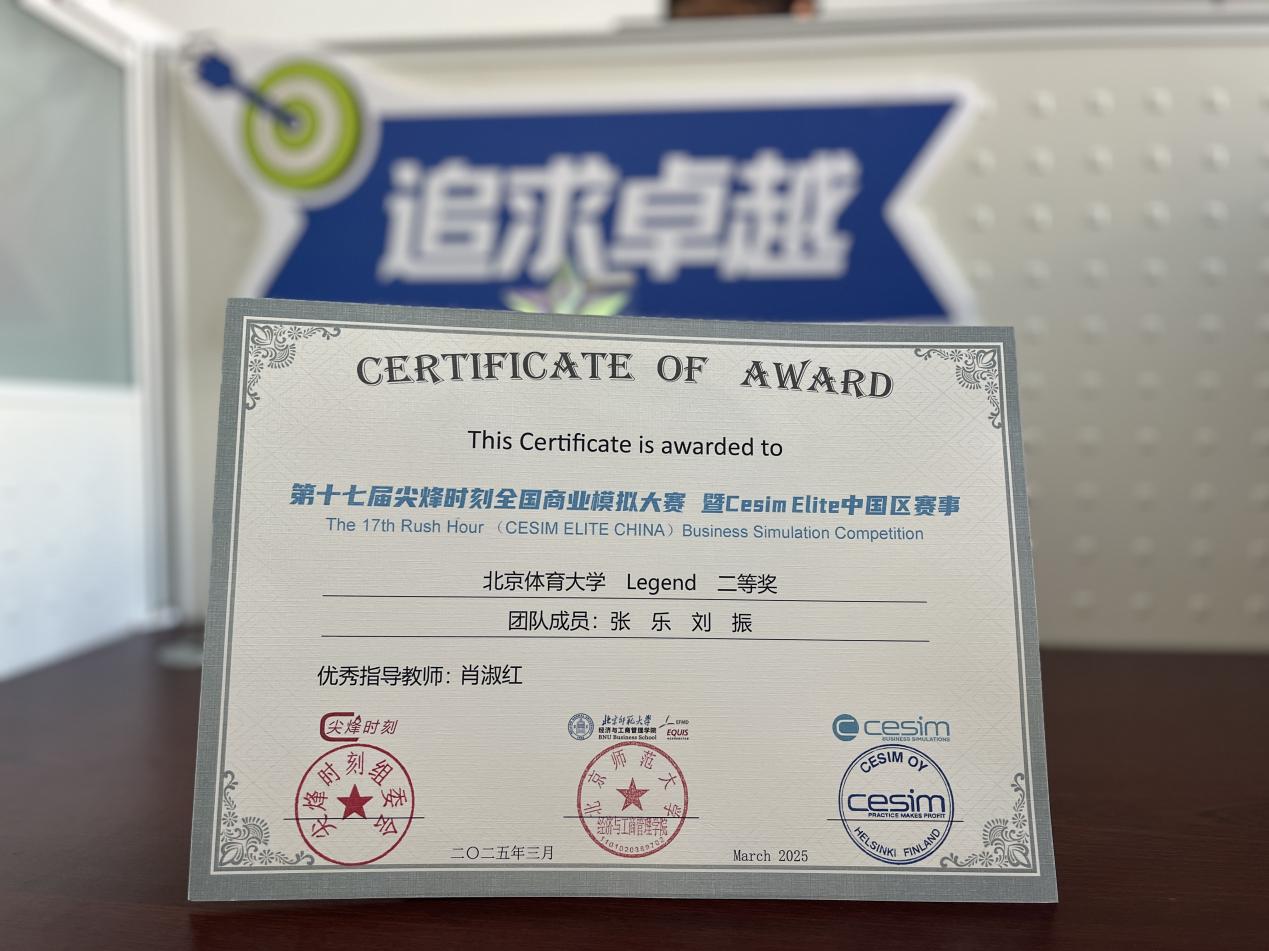 追求卓越
CERTIFICATE OF AWARD
This Certificate is awarded to
第十七届尖烽时刻全国商业模拟大赛 暨Cesim Elite中国区赛事
The 17th Rush Hour （CESIM ELITE CHINA）Business Simulation Competition
北京体育大学 Legend 二等奖
团队成员：张 乐 刘 振
优秀指导教师：肖淑红
尖烽时刻
北京师范大学
经济与工商管理学院
BNU Business School
EFMD
EQUIS
cesim
BUSINESS SIMULATIONS
尖烽时刻组委会
北京师范大学
经济与工商管理学院
CESIM OY
cesim
PRACTICE MAKES PROFIT
HELSINKI FINLAND
二〇二五年三月
March 2025